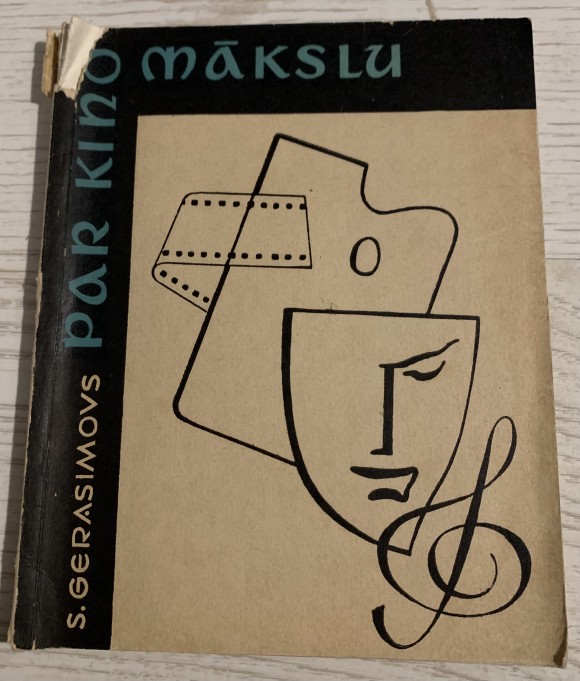 S. GERASIMOVS
PAR KINO
MĀKSLU